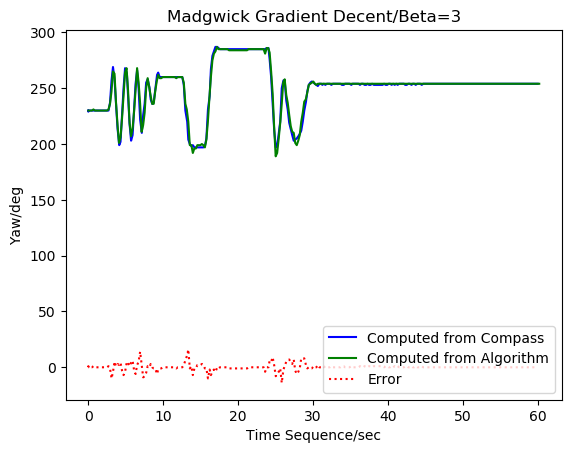 Madgwick Gradient Decent/Beta=3
300
250
200
150
100
50
0
Yaw/deg
Computed from Compass
Computed from Algorithm
Error
0 10 20 30 40 50 60
Time Sequence/sec